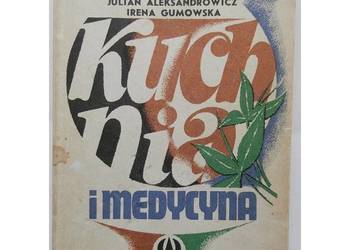 JULIAN ALEKSANDROWICZ
IRENA GUMOWSKA
Kuch
nia
i MEDYCYNA